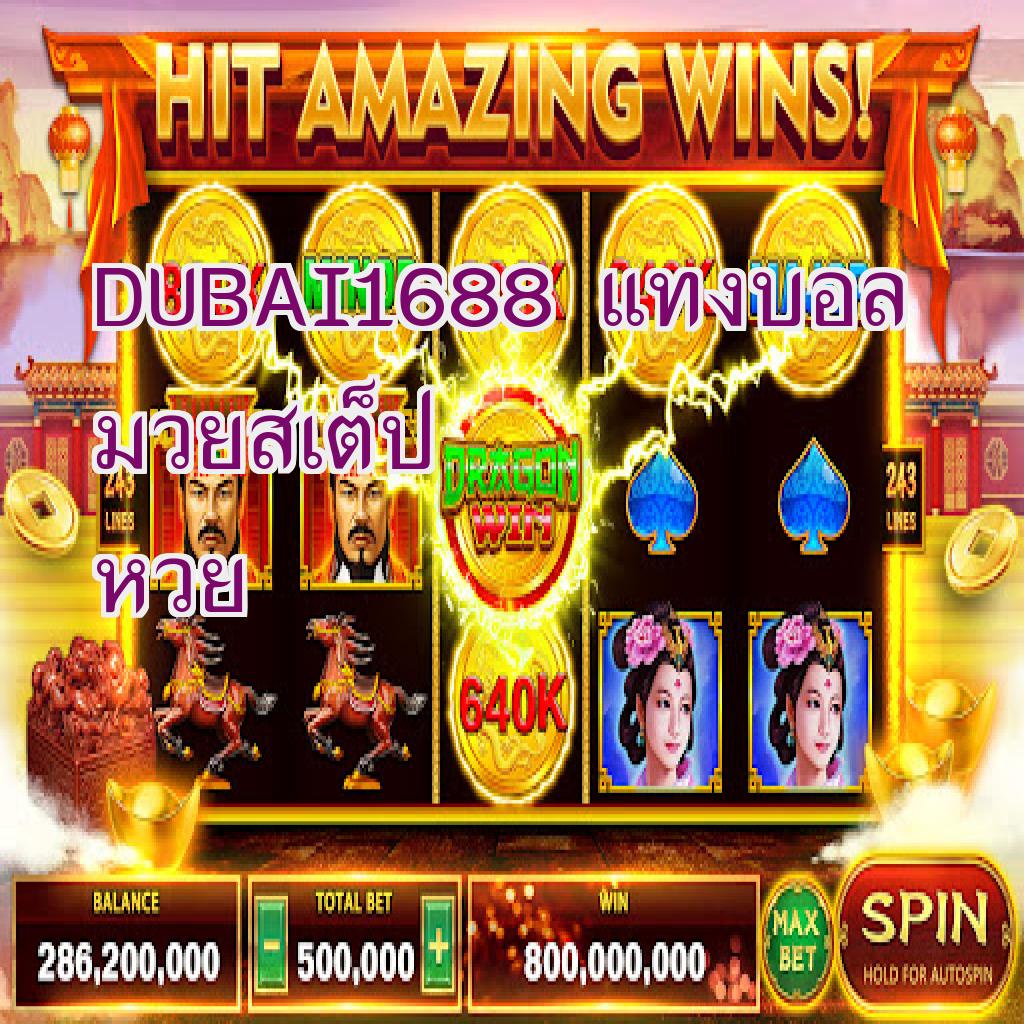 HIT AMAZING WINS!
DUBAI1688 แทงบอล
มวยสเต็ป
243 LINES
243 LINES
DRAGON
WIN
หวย
640K
BALANCE
286,200,000
TOTAL BET
- 500,000 +
WIN
800,000,000
MAX
BET
SPIN
HOLD FOR AUTOSPIN